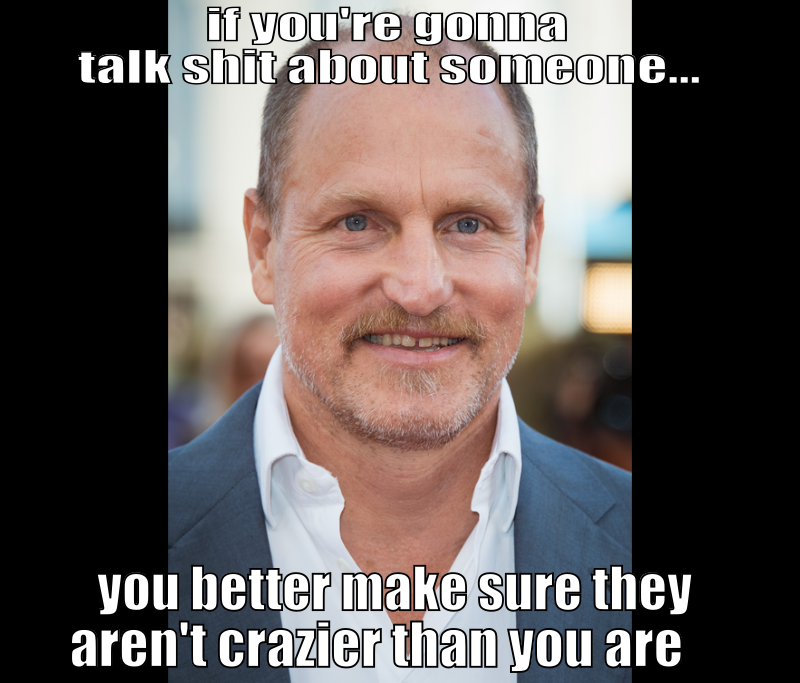 if you're gonna
talk shit about someone...
you better make sure they
aren't crazier than you are